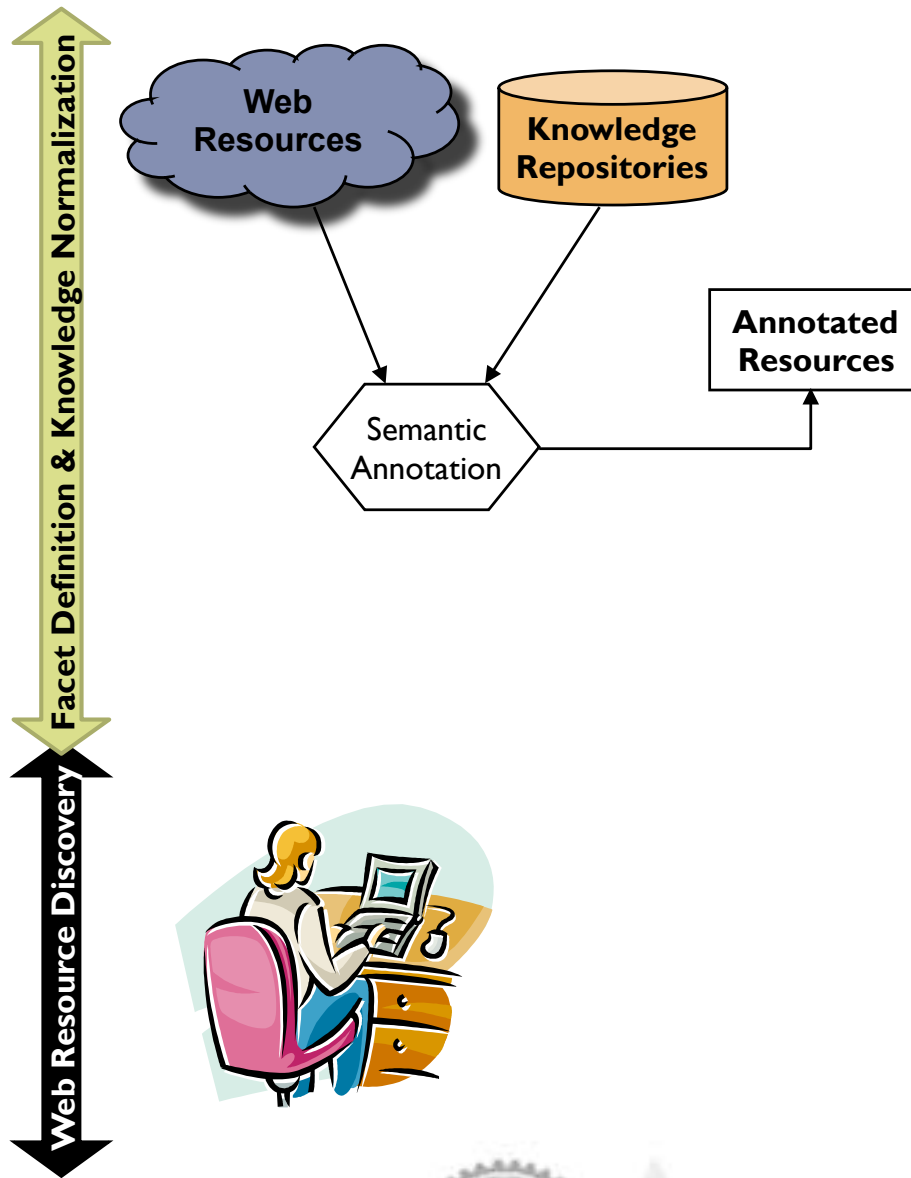 Facet Definition & Knowledge Normalization
Web
Resources
Knowledge
Repositories
Annotated
Resources
Semantic
Annotation
Web Resource Discovery